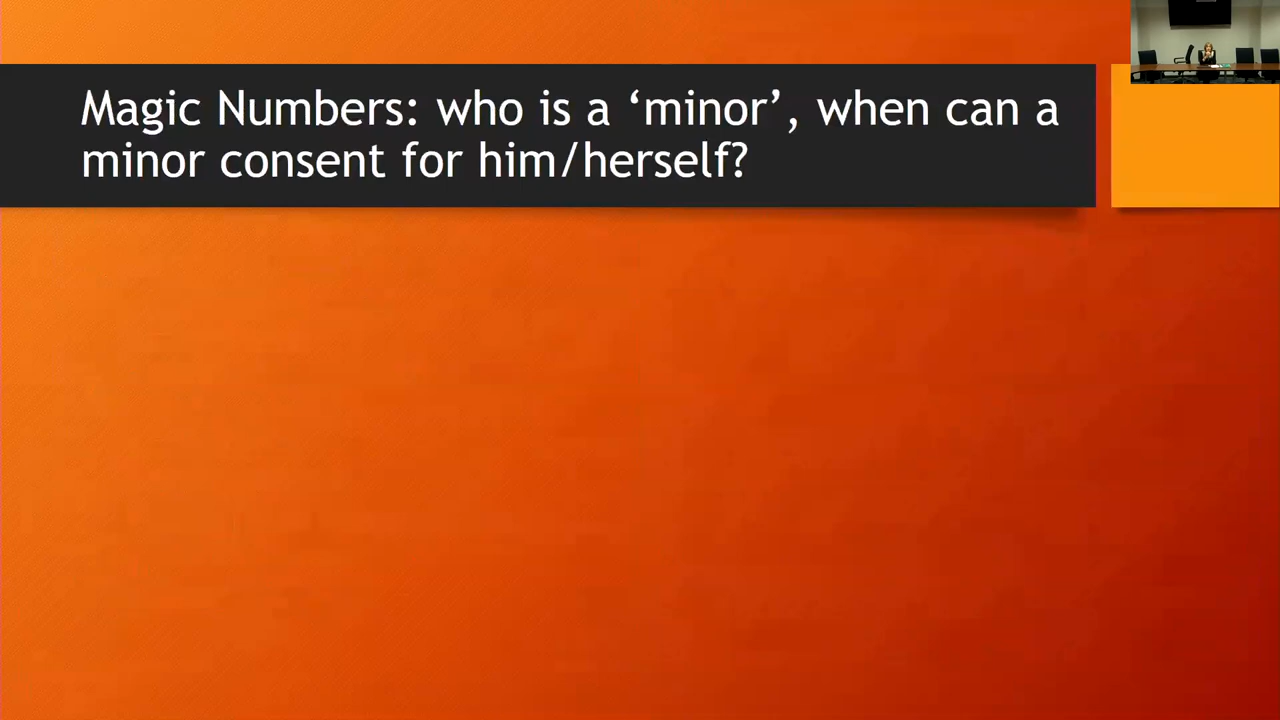 Magic Numbers: who is a ‘minor’, when can a
minor consent for him/herself?